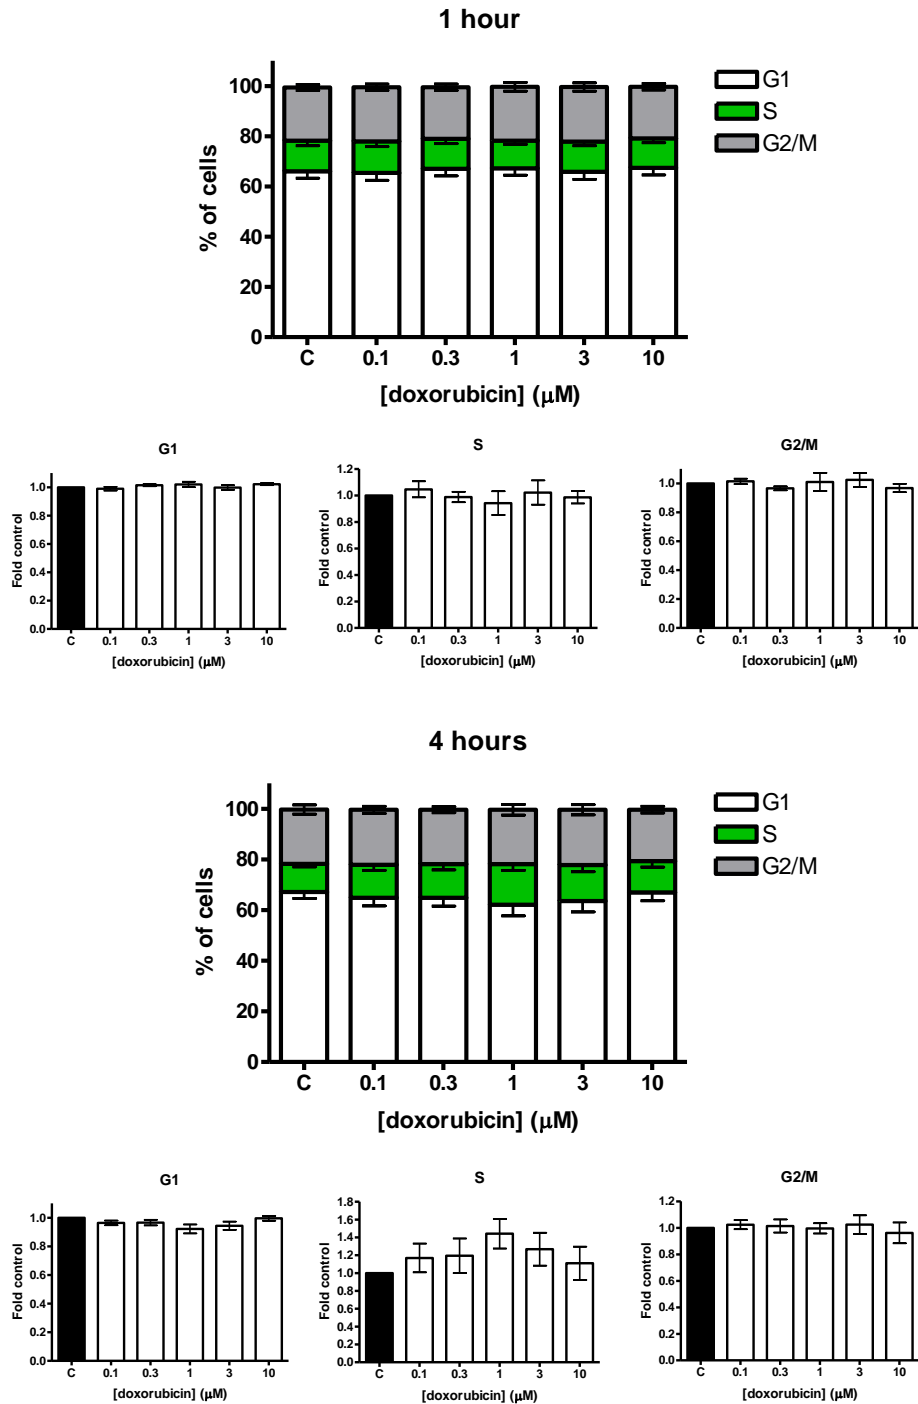 1 hour
100
80
60
40
20
0
% of cells
C 0.1 0.3 1 3 10
[doxorubicin] (μM)
G1
S
G2/M
G1
1.0
0.8
0.6
0.4
0.2
0.0
Fold control
C 0.1 0.3 1 3 10
[doxorubicin] (μM)
S
1.2
1.0
0.8
0.6
0.4
0.2
0.0
Fold control
C 0.1 0.3 1 3 10
[doxorubicin] (μM)
G2/M
1.0
0.8
0.6
0.4
0.2
0.0
Fold control
C 0.1 0.3 1 3 10
[doxorubicin] (μM)
4 hours
100
80
60
40
20
0
% of cells
C 0.1 0.3 1 3 10
[doxorubicin] (μM)
G1
S
G2/M
G1
1.0
0.8
0.6
0.4
0.2
0.0
Fold control
C 0.1 0.3 1 3 10
[doxorubicin] (μM)
S
1.8
1.6
1.4
1.2
1.0
0.8
0.6
0.4
0.2
0.0
Fold control
C 0.1 0.3 1 3 10
[doxorubicin] (μM)
G2/M
1.2
1.0
0.8
0.6
0.4
0.2
0.0
Fold control
C 0.1 0.3 1 3 10
[doxorubicin] (μM)